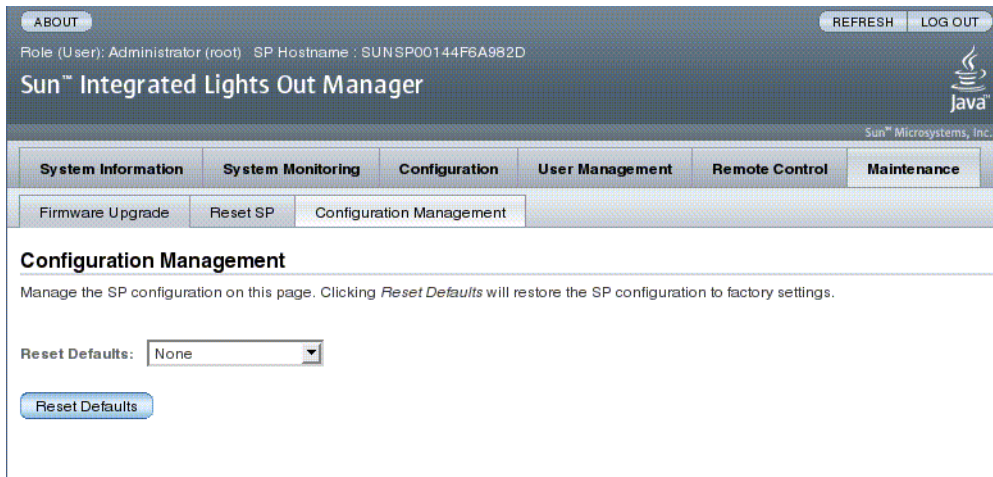 ABOUT
REFRESH LOG OUT
Role (User): Administrator (root) SP Hostname : SUNSP00144F6A982D
Sun™ Integrated Lights Out Manager
Java™
Sun™ Microsystems, Inc.
System Information System Monitoring Configuration User Management Remote Control Maintenance
Firmware Upgrade Reset SP Configuration Management
Configuration Management
Manage the SP configuration on this page. Clicking Reset Defaults will restore the SP configuration to factory settings.
Reset Defaults: None
Reset Defaults